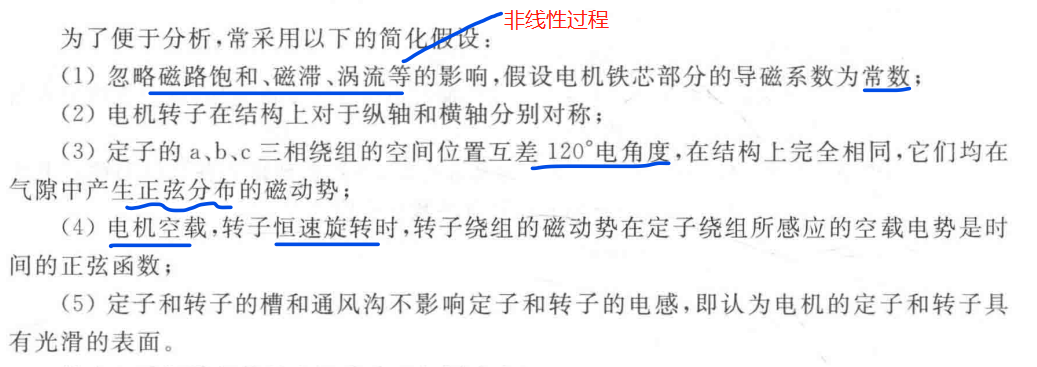 非线性过程
为了便于分析,常采用以下的简化假设:
(1) 忽略磁路饱和、磁滞、涡流等的影响,假设电机铁芯部分的导磁系数为常数;
(2) 电机转子在结构上对于纵轴和横轴分别对称;
(3) 定子的 a、b、c 三相绕组的空间位置互差 120°电角度,在结构上完全相同,它们均在
气隙中产生正弦分布的磁动势;
(4) 电机空载,转子恒速旋转时,转子绕组的磁动势在定子绕组所感应的空载电势是时
间的正弦函数;
(5) 定子和转子的槽和通风沟不影响定子和转子的电感,即认为电机的定子和转子具
有光滑的表面。